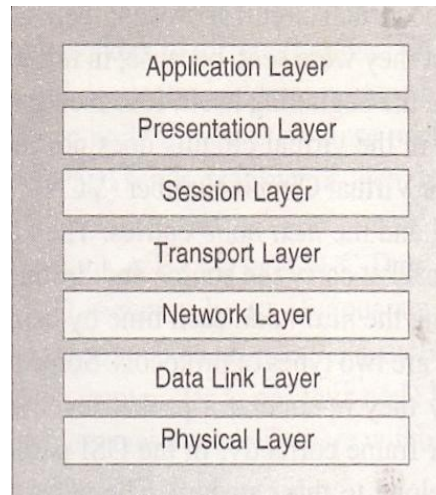 Application Layer
Presentation Layer
Session Layer
Transport Layer
Network Layer
Data Link Layer
Physical Layer